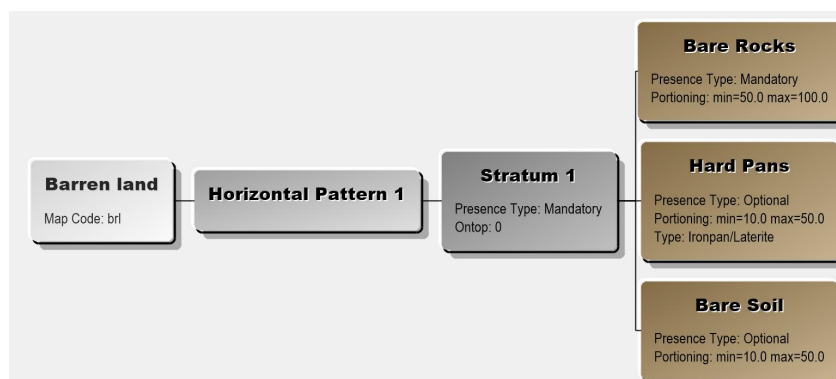 Barren land
Map Code: brl
Horizontal Pattern 1
Stratum 1
Presence Type: Mandatory
Ontop: 0
Bare Rocks
Presence Type: Mandatory
Portioning: min=50.0 max=100.0
Hard Pans
Presence Type: Optional
Portioning: min=10.0 max=50.0
Type: Ironpan/Laterite
Bare Soil
Presence Type: Optional
Portioning: min=10.0 max=50.0